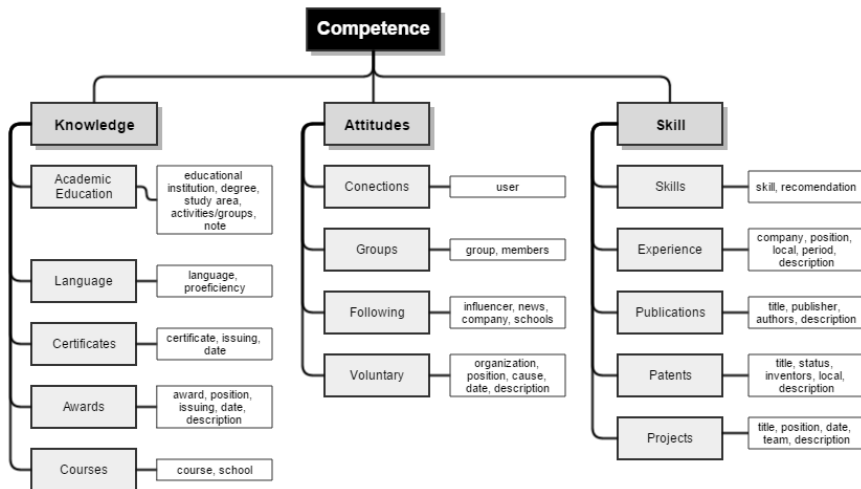 Competence
Knowledge
Academic
Education
educational
institution, degree,
study area,
activities/groups,
note
Language
language,
proeficiency
Certificates
certificate, issuing,
date
Awards
award, position,
issuing, date,
description
Courses
course, school
Attitudes
Conections
user
Groups
group, members
Following
influencer, news,
company, schools
Voluntary
organization,
position, cause,
date, description
Skill
Skills
skill, recomendation
Experience
company, position,
local, period,
description
Publications
title, publisher,
authors, description
Patents
title, status,
inventors, local,
description
Projects
title, position, date,
team, description